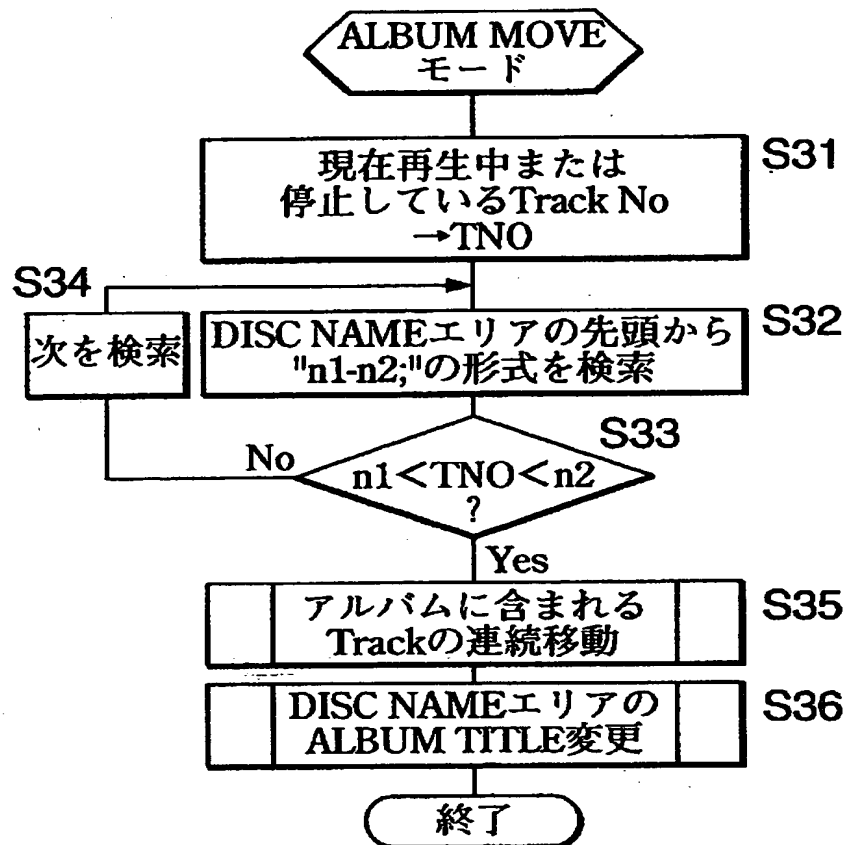 ALBUM MOVE
モード
現在再生中または
停止しているTrack No
→TNO
S31
S34
次を検索
DISC NAMEエリアの先頭から
"n1-n2;"の形式を検索
S32
S33
No
n1<TNO<n2
?
Yes
アルバムに含まれる
Trackの連続移動
S35
DISC NAMEエリアの
ALBUM TITLE変更
S36
終了